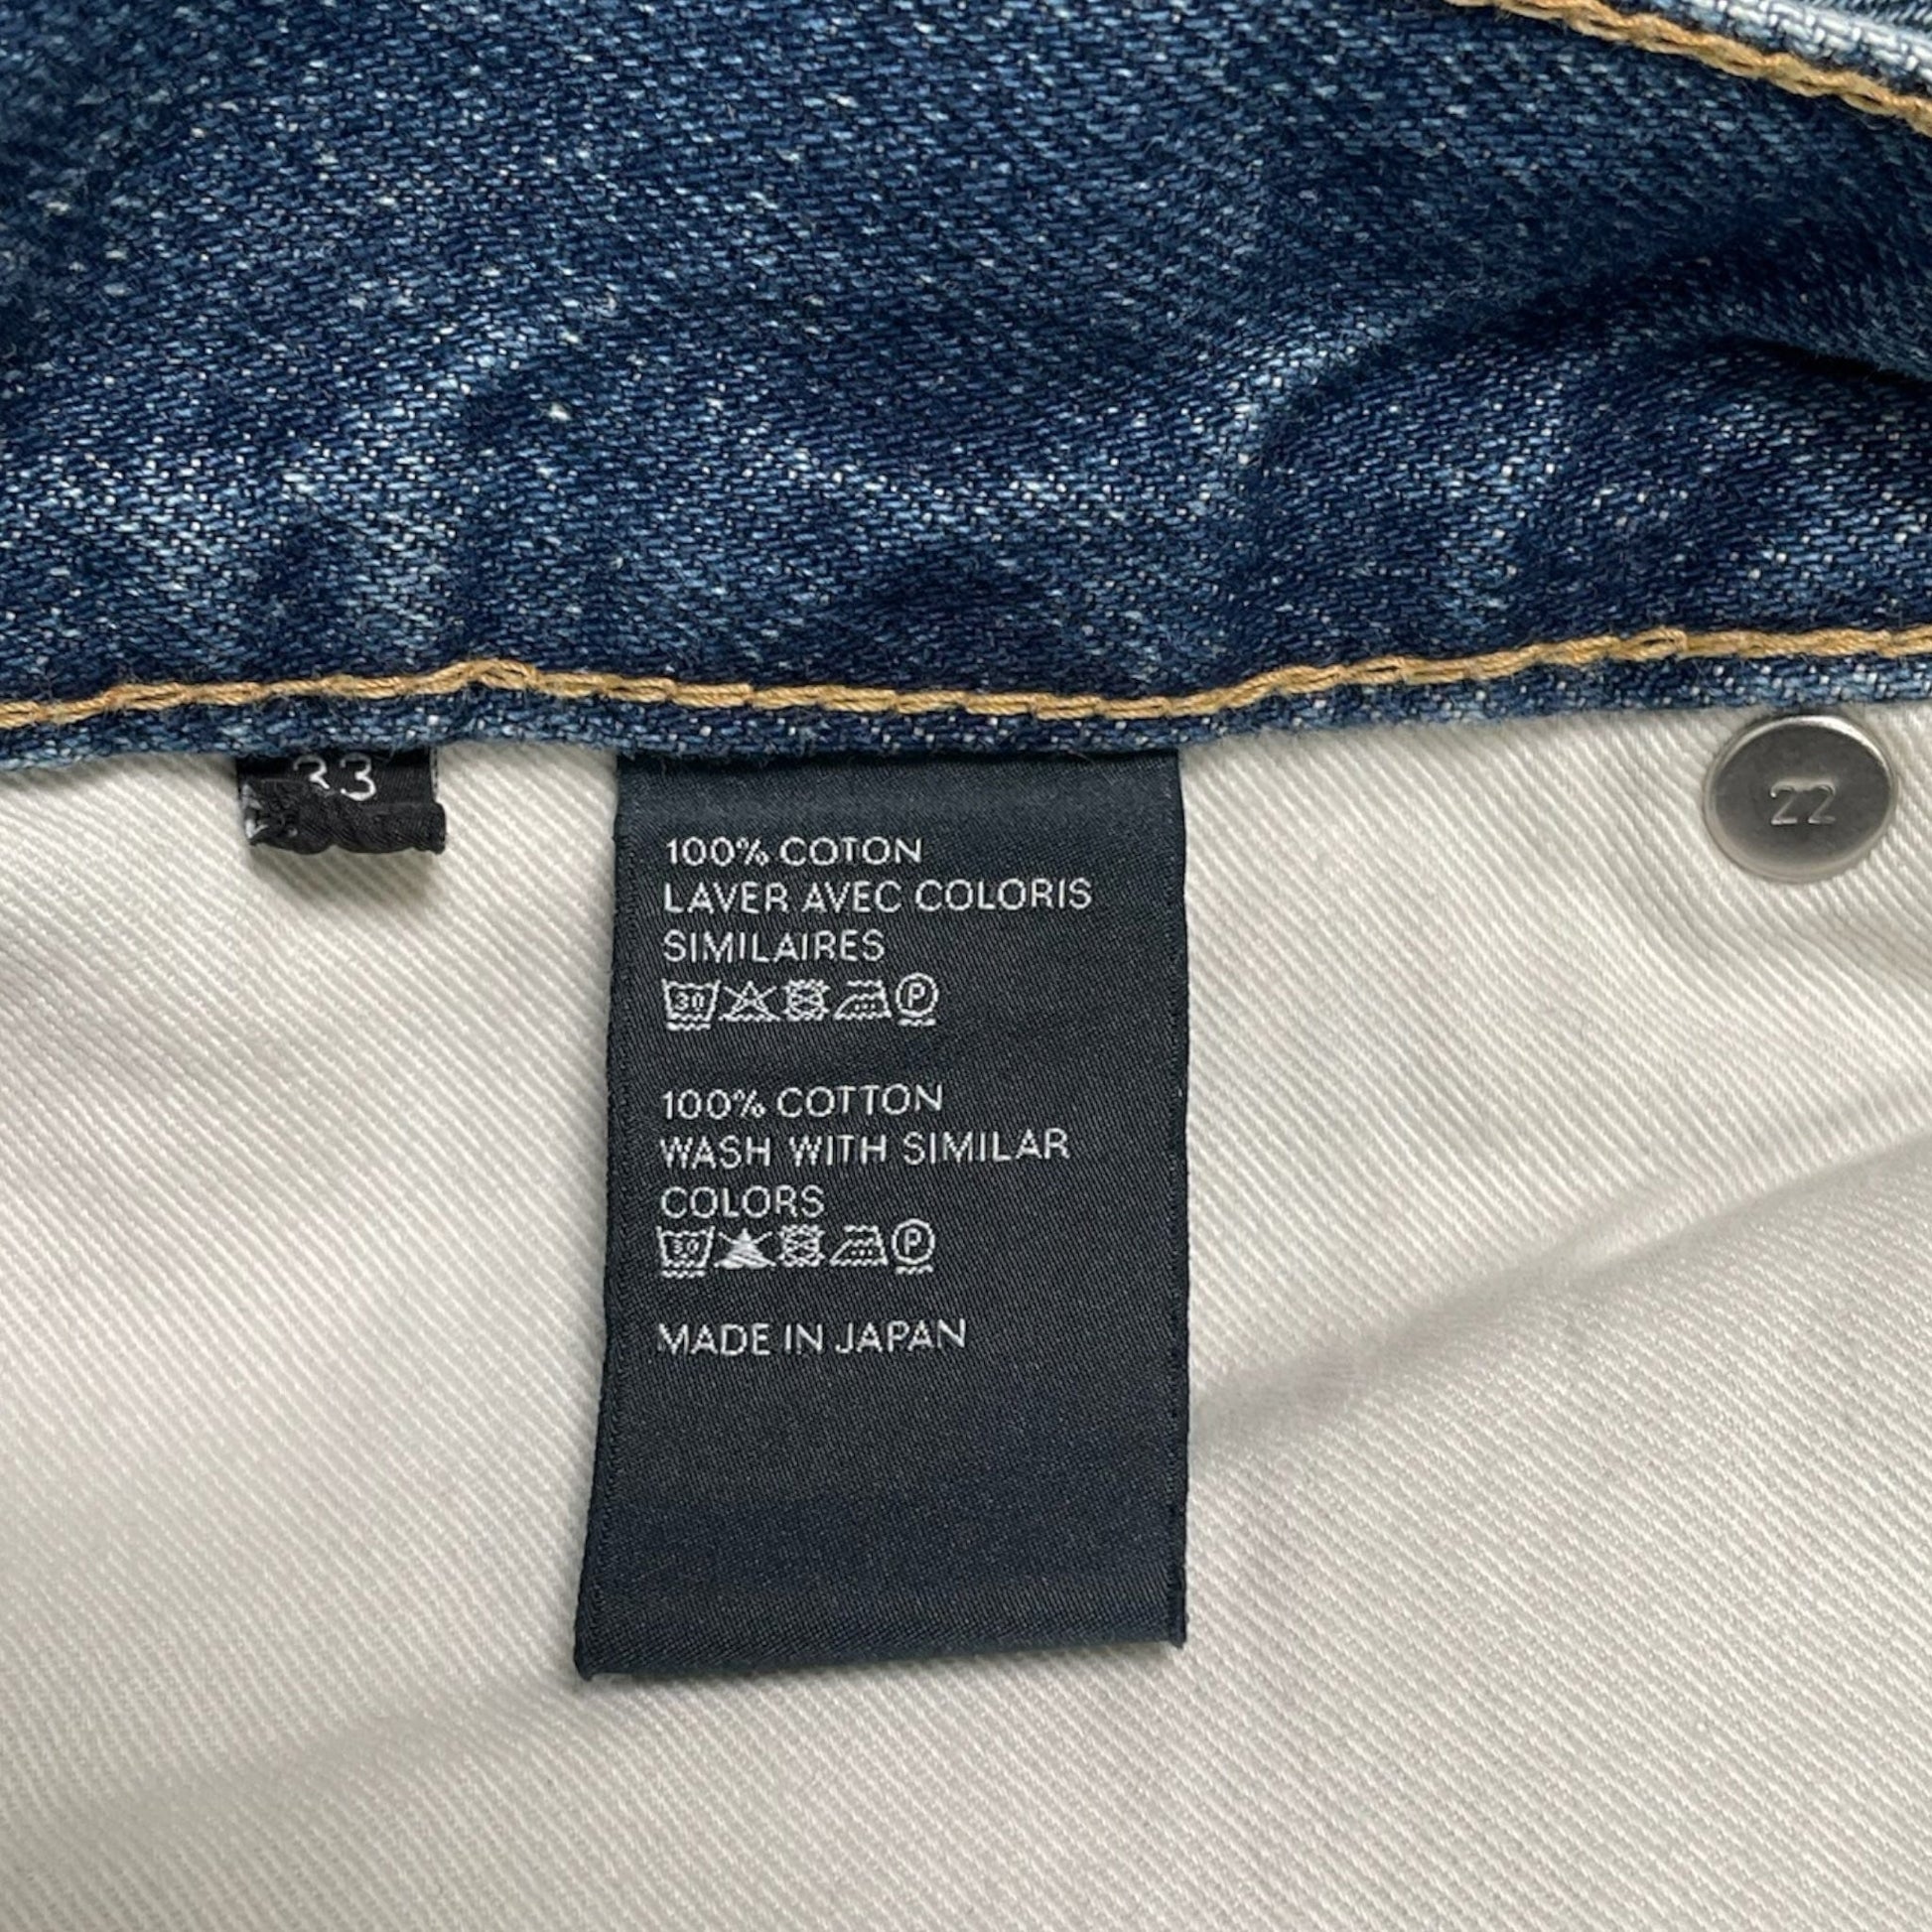 33
22
100% COTON
LAVER AVEC COLORIS
SIMILAIRES
30 P
100% COTTON
WASH WITH SIMILAR
COLORS
30 P
MADE IN JAPAN